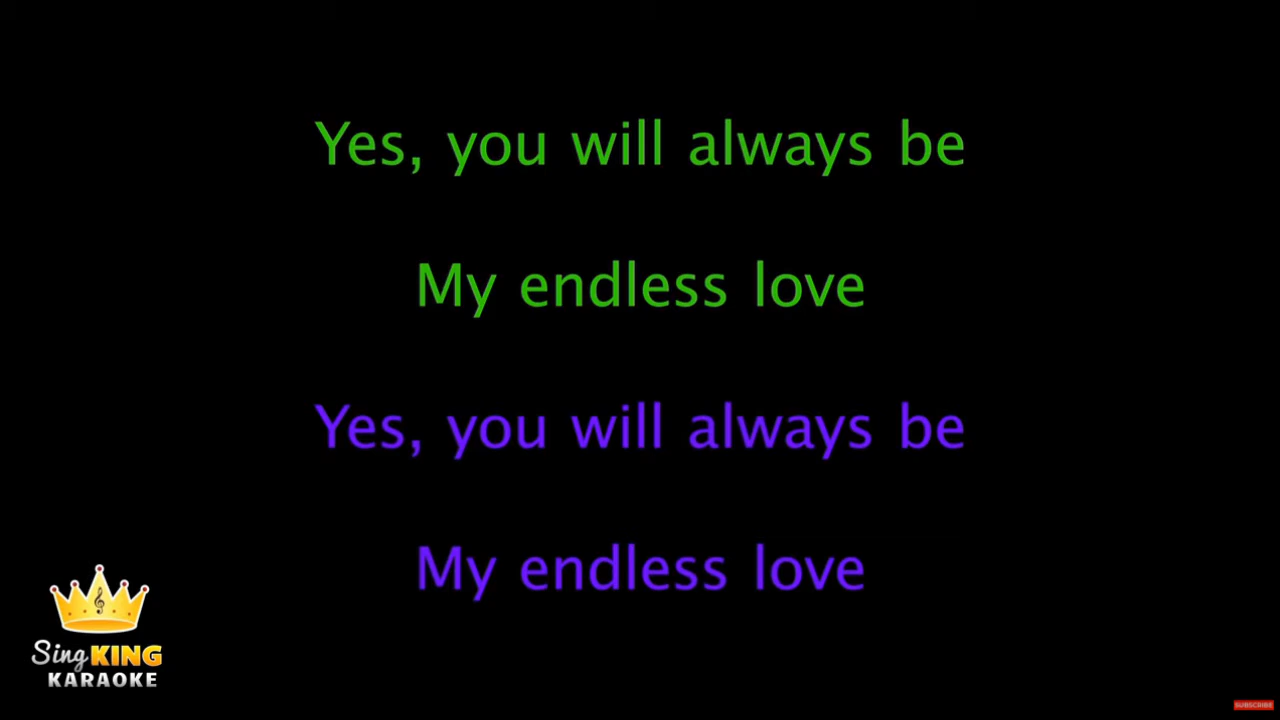 Yes, you will always be
My endless love
Yes, you will always be
My endless love
Sing KING
KARAOKE
SUBSCRIBE